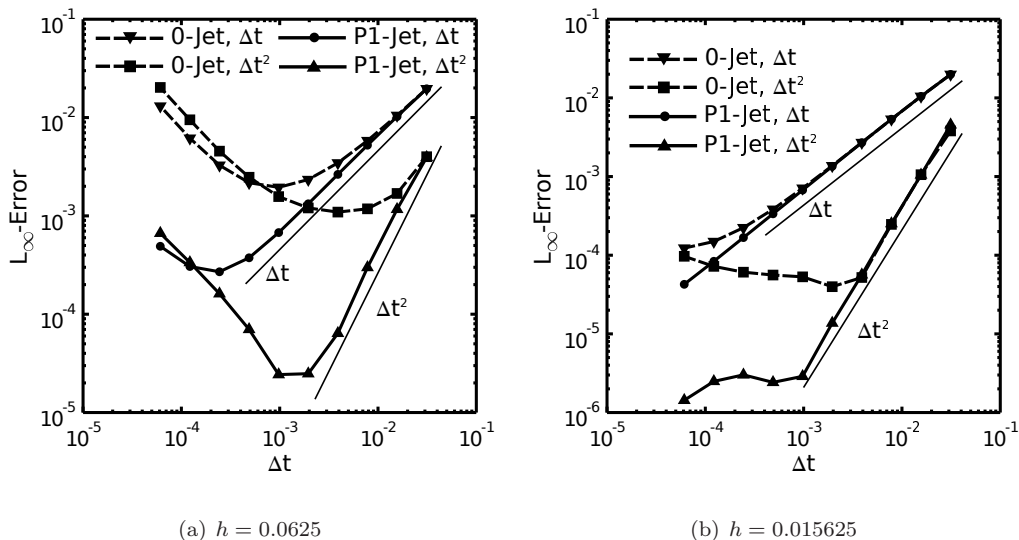 10⁻¹
10⁻²
10⁻³
10⁻⁴
10⁻⁵
L∞-Error
0-Jet, Δt
P1-Jet, Δt
0-Jet, Δt²
P1-Jet, Δt²
Δt
Δt²
10⁻⁵
10⁻⁴
10⁻³
10⁻²
10⁻¹
Δt
(a) h = 0.0625
10⁻¹
10⁻²
10⁻³
10⁻⁴
10⁻⁵
10⁻⁶
L∞-Error
0-Jet, Δt
0-Jet, Δt²
P1-Jet, Δt
P1-Jet, Δt²
Δt
Δt²
10⁻⁵
10⁻⁴
10⁻³
10⁻²
10⁻¹
Δt
(b) h = 0.015625